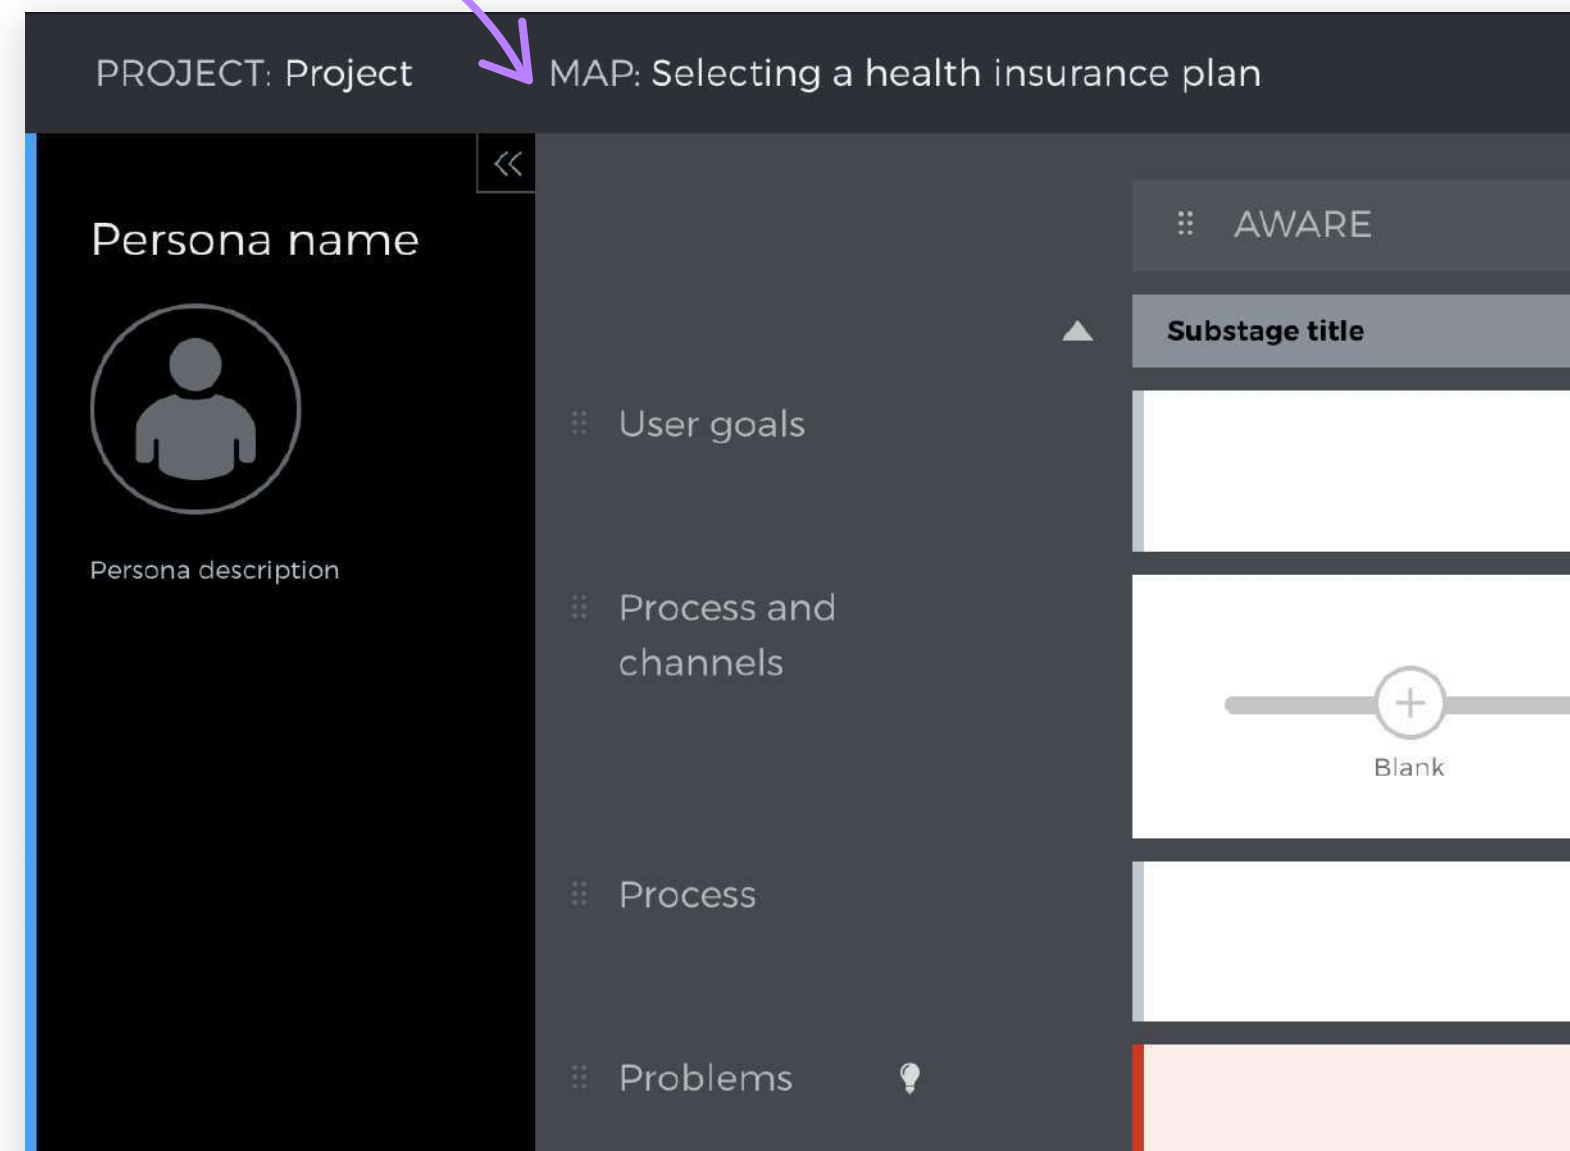 PROJECT: Project
MAP: Selecting a health insurance plan
Persona name
Persona description
AWARE
Substage title
User goals
Process and
channels
Blank
Process
Problems